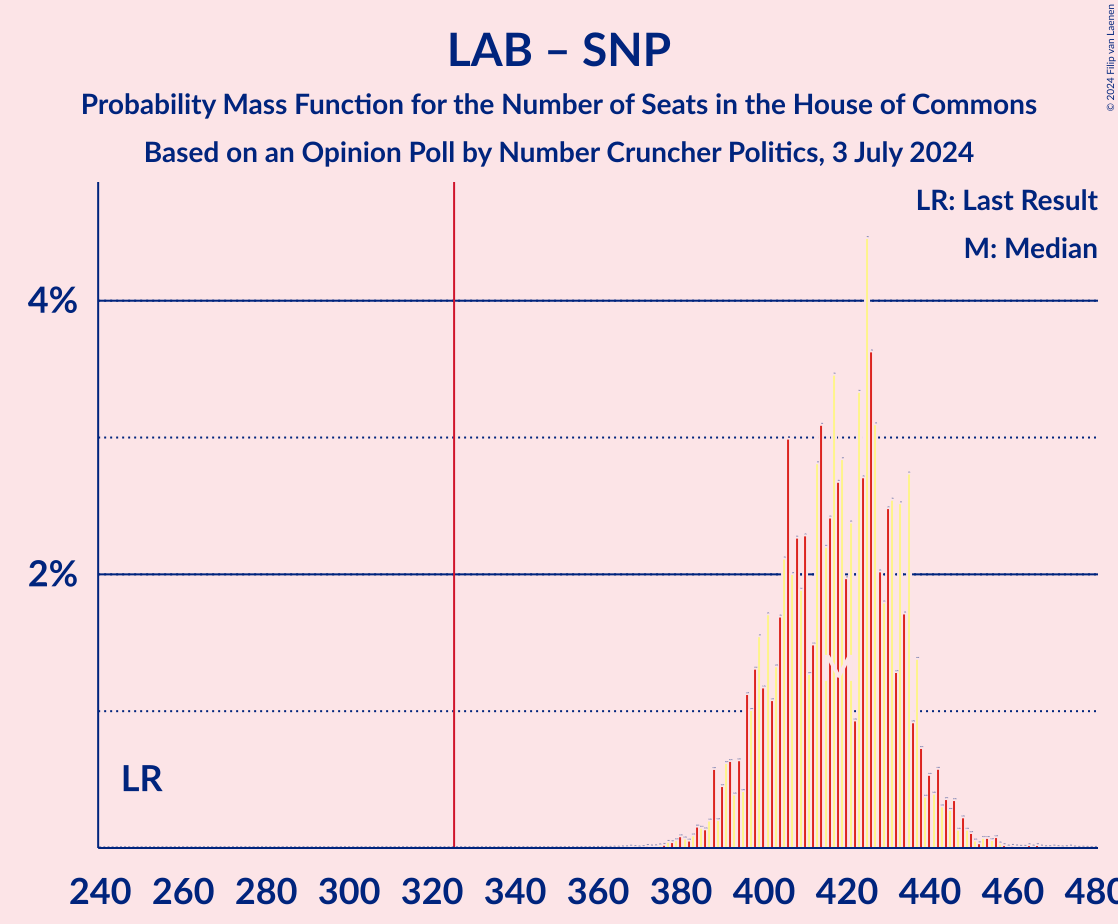 LAB – SNP
Probability Mass Function for the Number of Seats in the House of Commons
Based on an Opinion Poll by Number Cruncher Politics, 3 July 2024
© 2024 Filip van Laenen
LR: Last Result
M: Median
4%
2%
LR
M
240 260 280 300 320 340 360 380 400 420 440 460 480